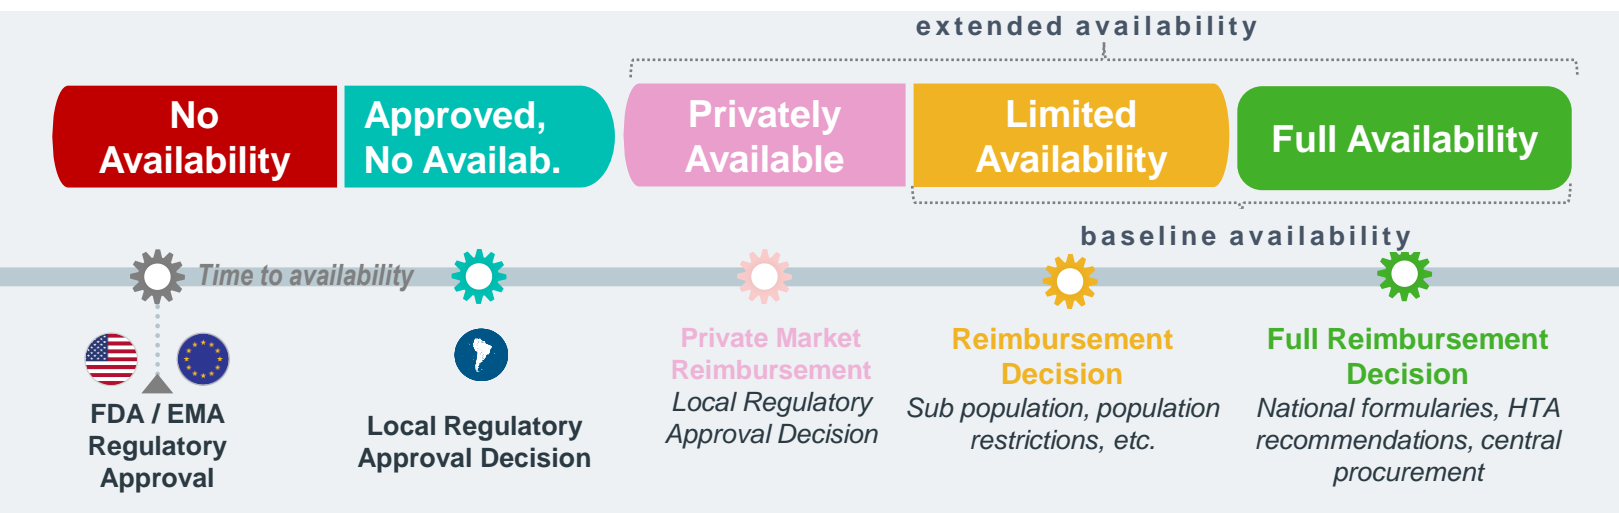 extended availability
No
Availability
Approved,
No Availab.
Privately
Available
Limited
Availability
Full Availability
baseline availability
Time to availability
FDA / EMA
Regulatory
Approval
Local Regulatory
Approval Decision
Private Market
Reimbursement
Local Regulatory
Approval Decision
Reimbursement
Decision
Sub population, population
restrictions, etc.
Full Reimbursement
Decision
National formularies, HTA
recommendations, central
procurement